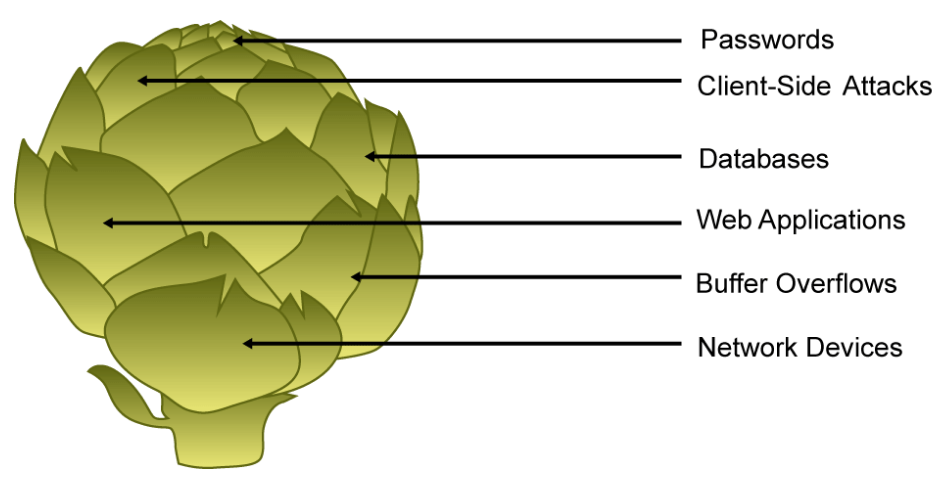 Passwords
Client-Side Attacks
Databases
Web Applications
Buffer Overflows
Network Devices